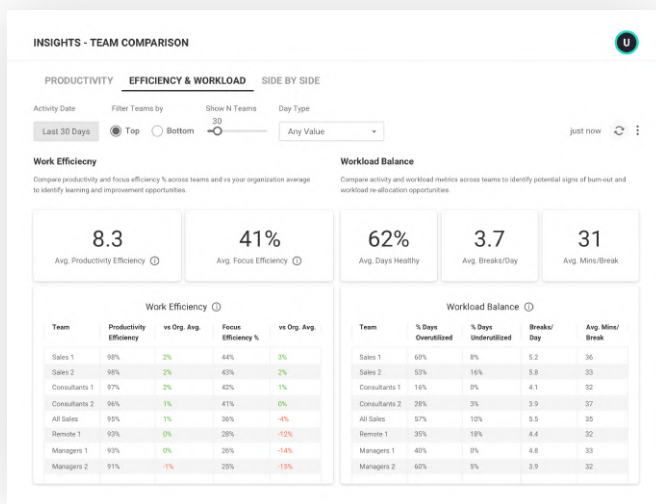 INSIGHTS - TEAM COMPARISON
U
PRODUCTIVITY EFFICIENCY & WORKLOAD SIDE BY SIDE
Activity Date Filter Teams by Show N Teams Day Type
30
Last 30 Days Top Bottom Any Value just now
Work Efficiecny
Compare productivity and focus efficiency % across teams and vs your organization average
to identify learning and improvement opportunities.
Workload Balance
Compare activity and workload metrics across teams to identify potential signs of burn-out and
workload re-allocation opportunities.
8.3
Avg. Productivity Efficiency
41%
Avg. Focus Efficiency
62%
Avg. Days Healthy
3.7
Avg. Breaks/Day
31
Avg. Mins/Break
Work Efficiency
Team Productivity Efficiency vs Org. Avg. Focus Efficiency % vs Org. Avg.
Sales 1 98% 2% 44% 3%
Sales 2 98% 2% 43% 2%
Consultants 1 97% 2% 42% 1%
Consultants 2 96% 1% 41% 0%
All Sales 95% 1% 36% -4%
Remote 1 93% 0% 28% -12%
Managers 1 93% 0% 26% -14%
Managers 2 91% -1% 25% -15%
Workload Balance
Team % Days Overutilized % Days Underutilized Breaks/ Day Avg. Mins/ Break
Sales 1 60% 8% 5.2 36
Sales 2 53% 16% 5.8 33
Consultants 1 16% 0% 4.1 32
Consultants 2 28% 3% 3.9 37
All Sales 57% 10% 5.5 35
Remote 1 35% 18% 4.4 32
Managers 1 40% 0% 4.8 33
Managers 2 60% 5% 3.9 32